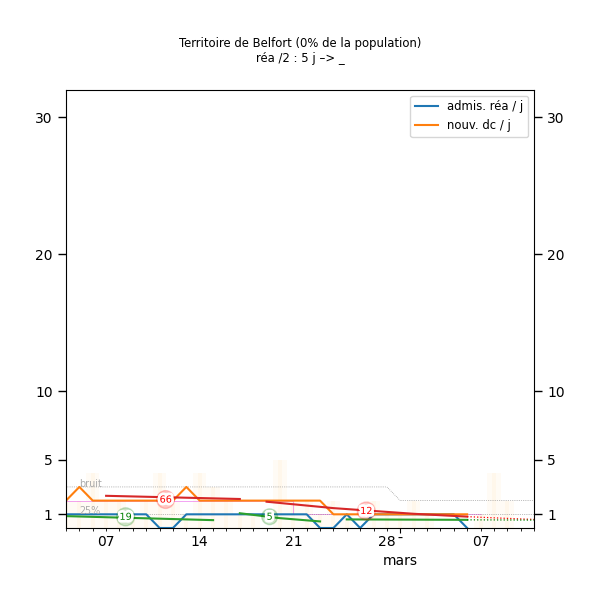 Territoire de Belfort (0% de la population)
réa /2 : 5 j –> _
admis. réa / j
nouv. dc / j
30 30
20 20
10 10
5 5
bruit
66
12
25%
19
5
1 1
07 14 21 28 07
mars